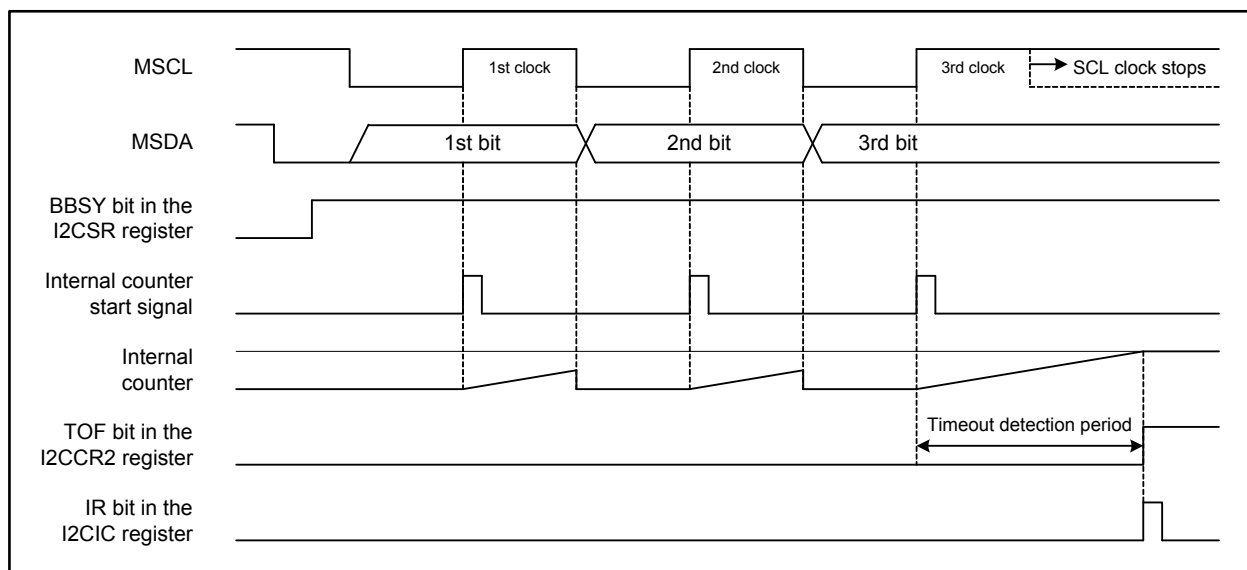 MSCL
1st clock
2nd clock
3rd clock
SCL clock stops
MSDA
1st bit
2nd bit
3rd bit
BBSY bit in the
I2CSR register
Internal counter
start signal
Internal
counter
TOF bit in the
I2CCR2 register
Timeout detection period
IR bit in the
I2CIC register